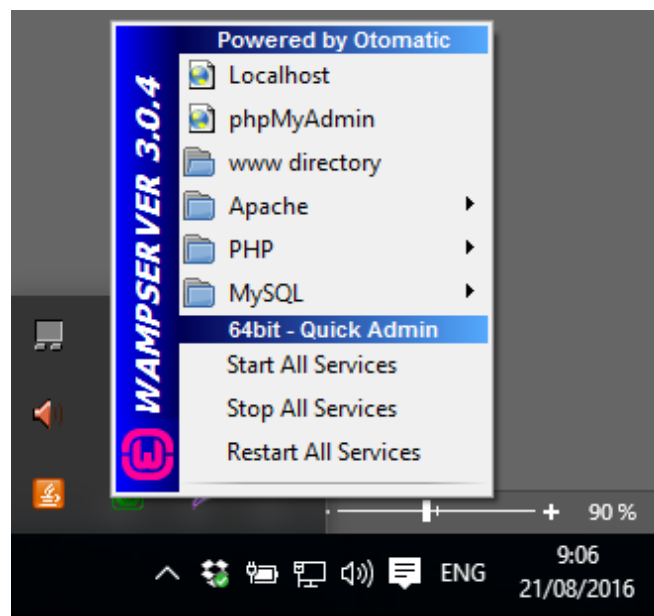 Powered by Otomatic
WAMPSERVER 3.0.4
Localhost
phpMyAdmin
www directory
Apache
PHP
MySQL
64bit - Quick Admin
Start All Services
Stop All Services
Restart All Services
90 %
ENG
9:06
21/08/2016